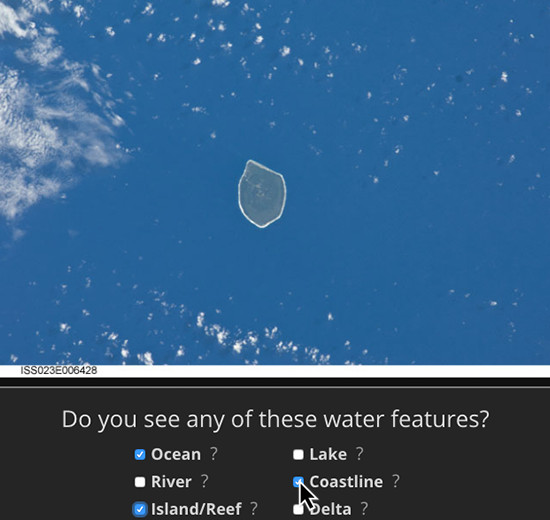 ISS023E006428
Do you see any of these water features?
Ocean ? Lake ?
River ? Coastline ?
Island/Reef ? Delta ?